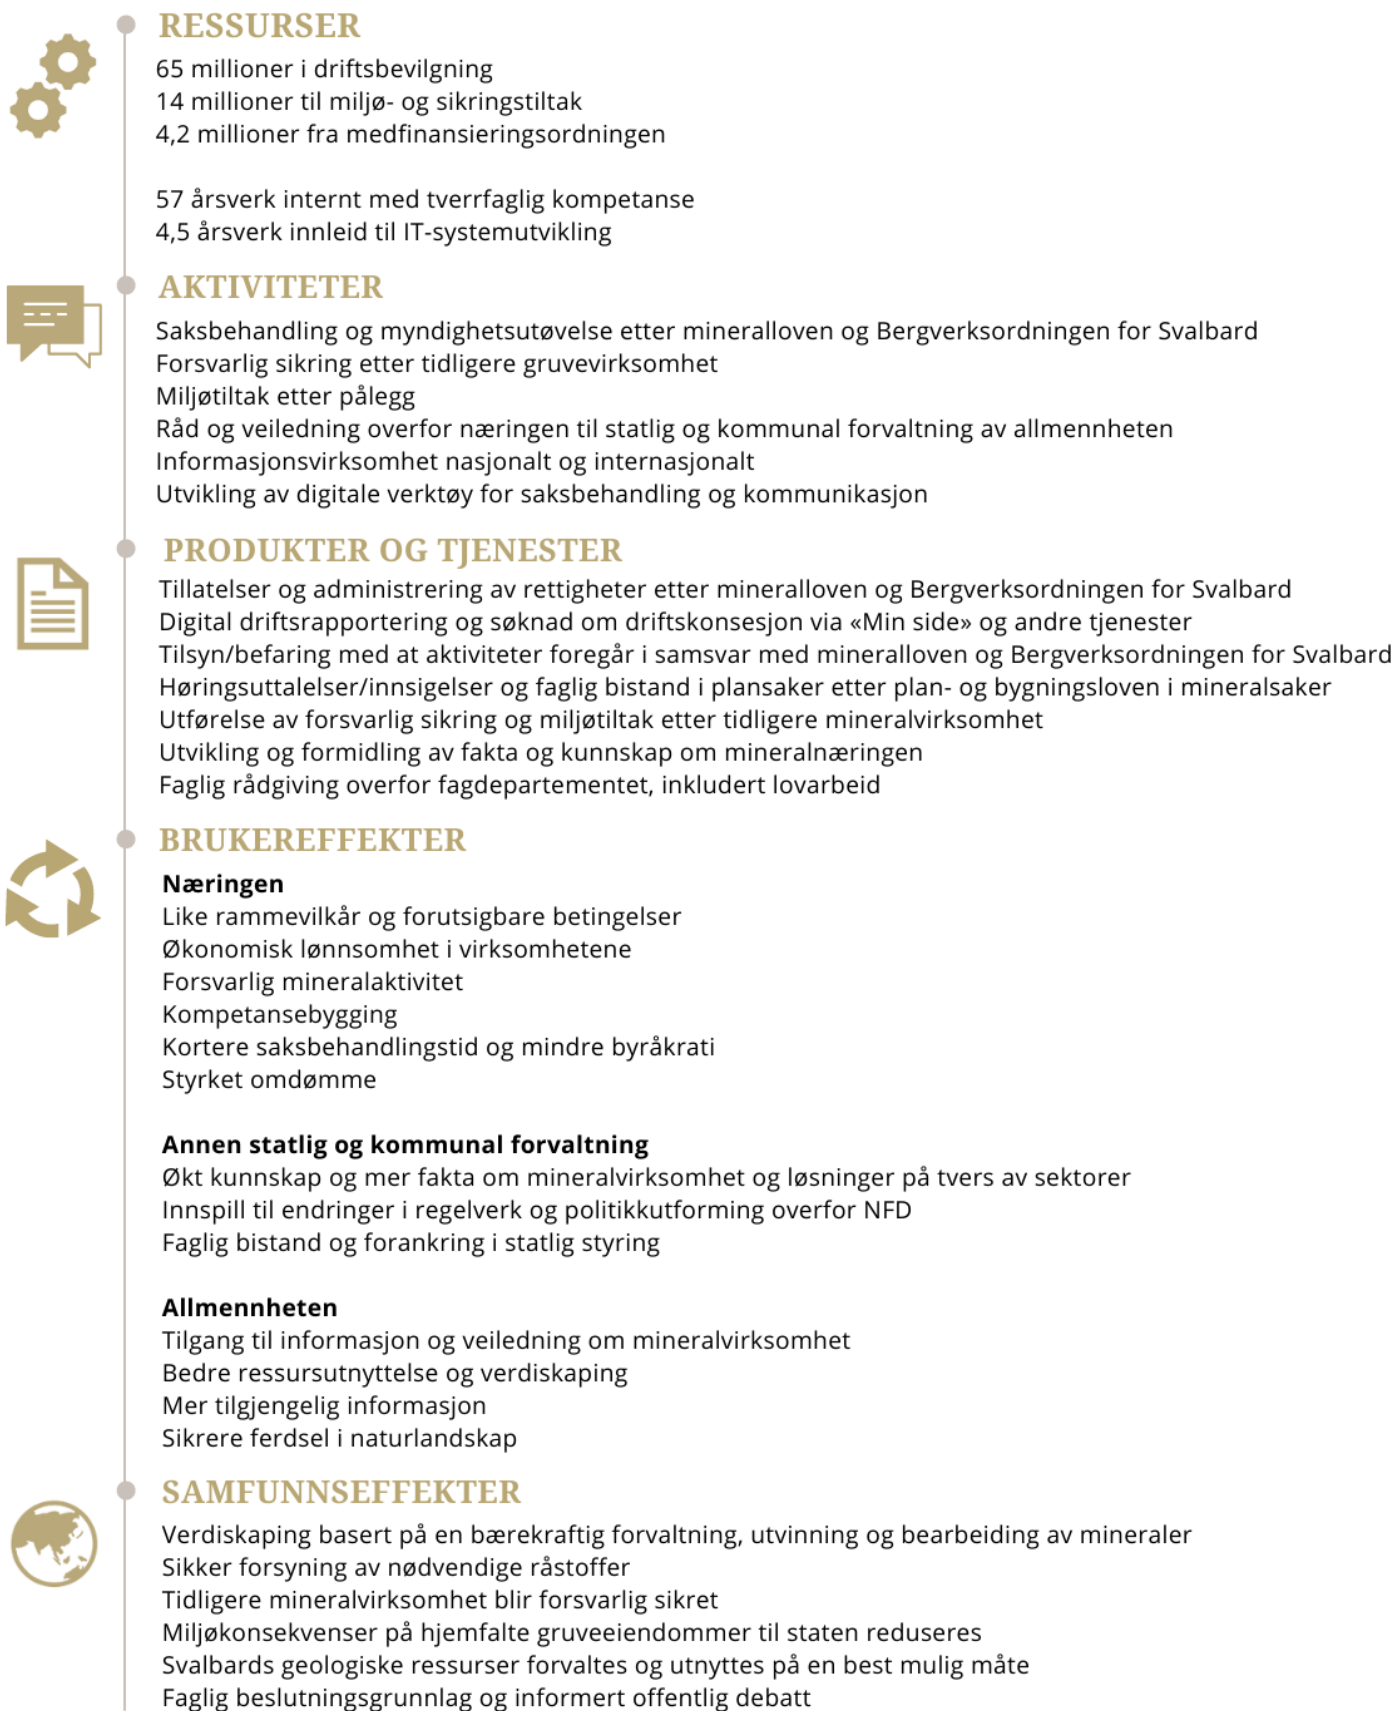 RESSURSER
65 millioner i driftsbevilgning
14 millioner til miljø- og sikringstiltak
4,2 millioner fra medfinansieringsordningen
57 årsverk internt med tverrfaglig kompetanse
4,5 årsverk innleid til IT-systemutvikling
AKTIVITETER
Saksbehandling og myndighetsutøvelse etter mineralloven og Bergverksordningen for Svalbard
Forsvarlig sikring etter tidligere gruvevirksomhet
Miljøtiltak etter pålegg
Råd og veiledning overfor næringen til statlig og kommunal forvaltning av allmennheten
Informasjonsvirksomhet nasjonalt og internasjonalt
Utvikling av digitale verktøy for saksbehandling og kommunikasjon
PRODUKTER OG TJENESTER
Tillatelser og administrering av rettigheter etter mineralloven og Bergverksordningen for Svalbard
Digital driftsrapportering og søknad om driftskonsesjon via «Min side» og andre tjenester
Tilsyn/befaring med at aktiviteter foregår i samsvar med mineralloven og Bergverksordningen for Svalbard
Høringsuttalelser/innsigelser og faglig bistand i plansaker etter plan- og bygningsloven i mineralsaker
Utførelse av forsvarlig sikring og miljøtiltak etter tidligere mineralvirksomhet
Utvikling og formidling av fakta og kunnskap om mineralnæringen
Faglig rådgiving overfor fagdepartementet, inkludert lovarbeid
BRUKEREFFEKTER
Næringen
Like rammevilkår og forutsigbare betingelser
Økonomisk lønnsomhet i virksomhetene
Forsvarlig mineralaktivitet
Kompetansebygging
Kortere saksbehandlingstid og mindre byråkrati
Styrket omdømme
Annen statlig og kommunal forvaltning
Økt kunnskap og mer fakta om mineralvirksomhet og løsninger på tvers av sektorer
Innspill til endringer i regelverk og politikkutforming overfor NFD
Faglig bistand og forankring i statlig styring
Allmennheten
Tilgang til informasjon og veiledning om mineralvirksomhet
Bedre ressursutnyttelse og verdiskaping
Mer tilgjengelig informasjon
Sikrere ferdsel i naturlandskap
SAMFUNNSEFFEKTER
Verdiskaping basert på en bærekraftig forvaltning, utvinning og bearbeiding av mineraler
Sikker forsyning av nødvendige råstoffer
Tidligere mineralvirksomhet blir forsvarlig sikret
Miljøkonsekvenser på hjemfalte gruveeiendommer til staten reduseres
Svalbards geologiske ressurser forvaltes og utnyttes på en best mulig måte
Faglig beslutningsgrunnlag og informert offentlig debatt